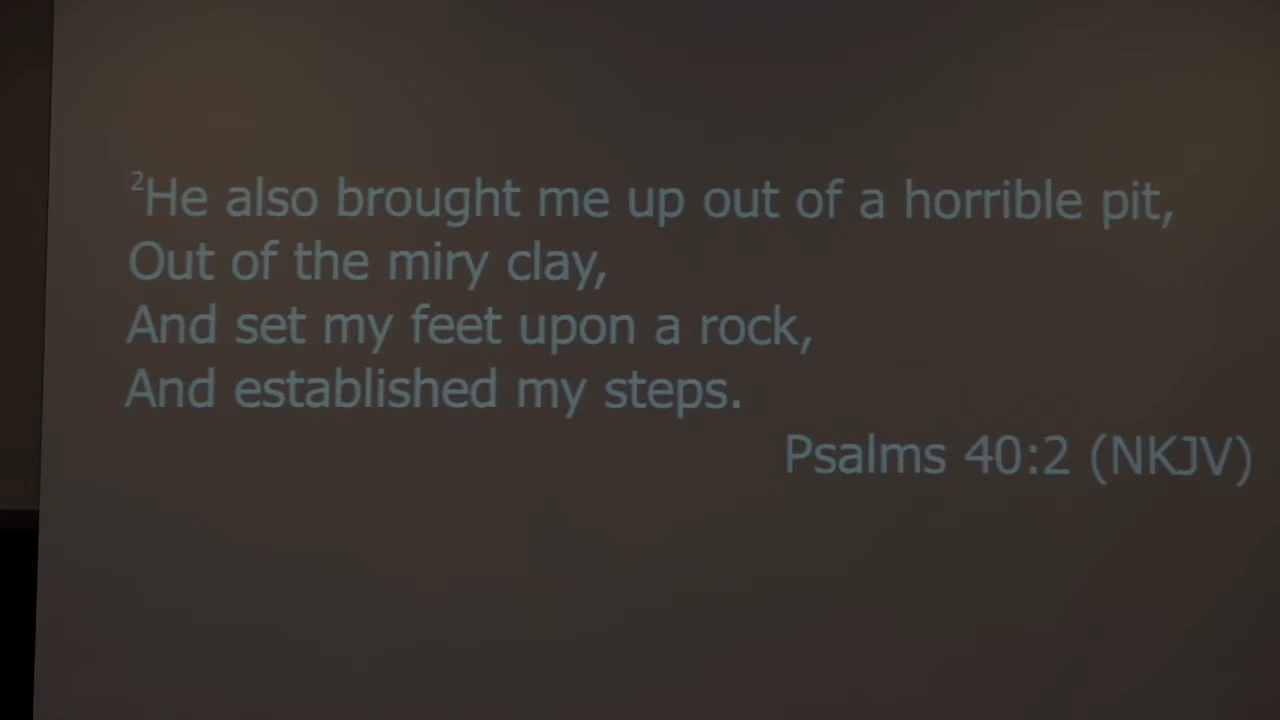 2He also brought me up out of a horrible pit,
Out of the miry clay,
And set my feet upon a rock,
And established my steps.
Psalms 40:2 (NKJV)